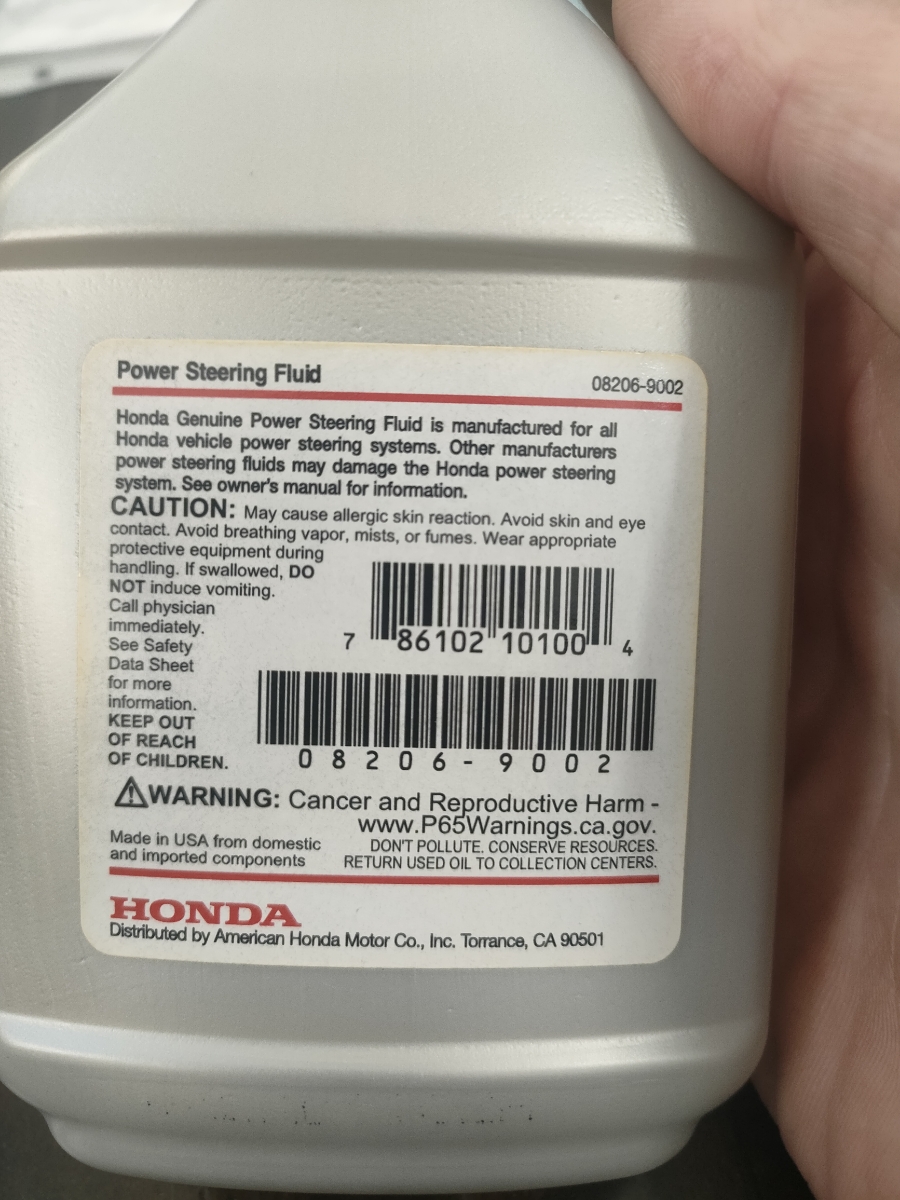 Power Steering Fluid 08206-9002
Honda Genuine Power Steering Fluid is manufactured for all
Honda vehicle power steering systems. Other manufacturers
power steering fluids may damage the Honda power steering
system. See owner's manual for information.
CAUTION: May cause allergic skin reaction. Avoid skin and eye
contact. Avoid breathing vapor, mists, or fumes. Wear appropriate
protective equipment during
handling. If swallowed, DO
NOT induce vomiting.
Call physician
immediately.
See Safety
Data Sheet
for more
information.
KEEP OUT
OF REACH
OF CHILDREN.
7 86102 10100 4
08206-9002
⚠WARNING: Cancer and Reproductive Harm -
www.P65Warnings.ca.gov.
Made in USA from domestic
and imported components
DON'T POLLUTE. CONSERVE RESOURCES.
RETURN USED OIL TO COLLECTION CENTERS.
HONDA
Distributed by American Honda Motor Co., Inc. Torrance, CA 90501